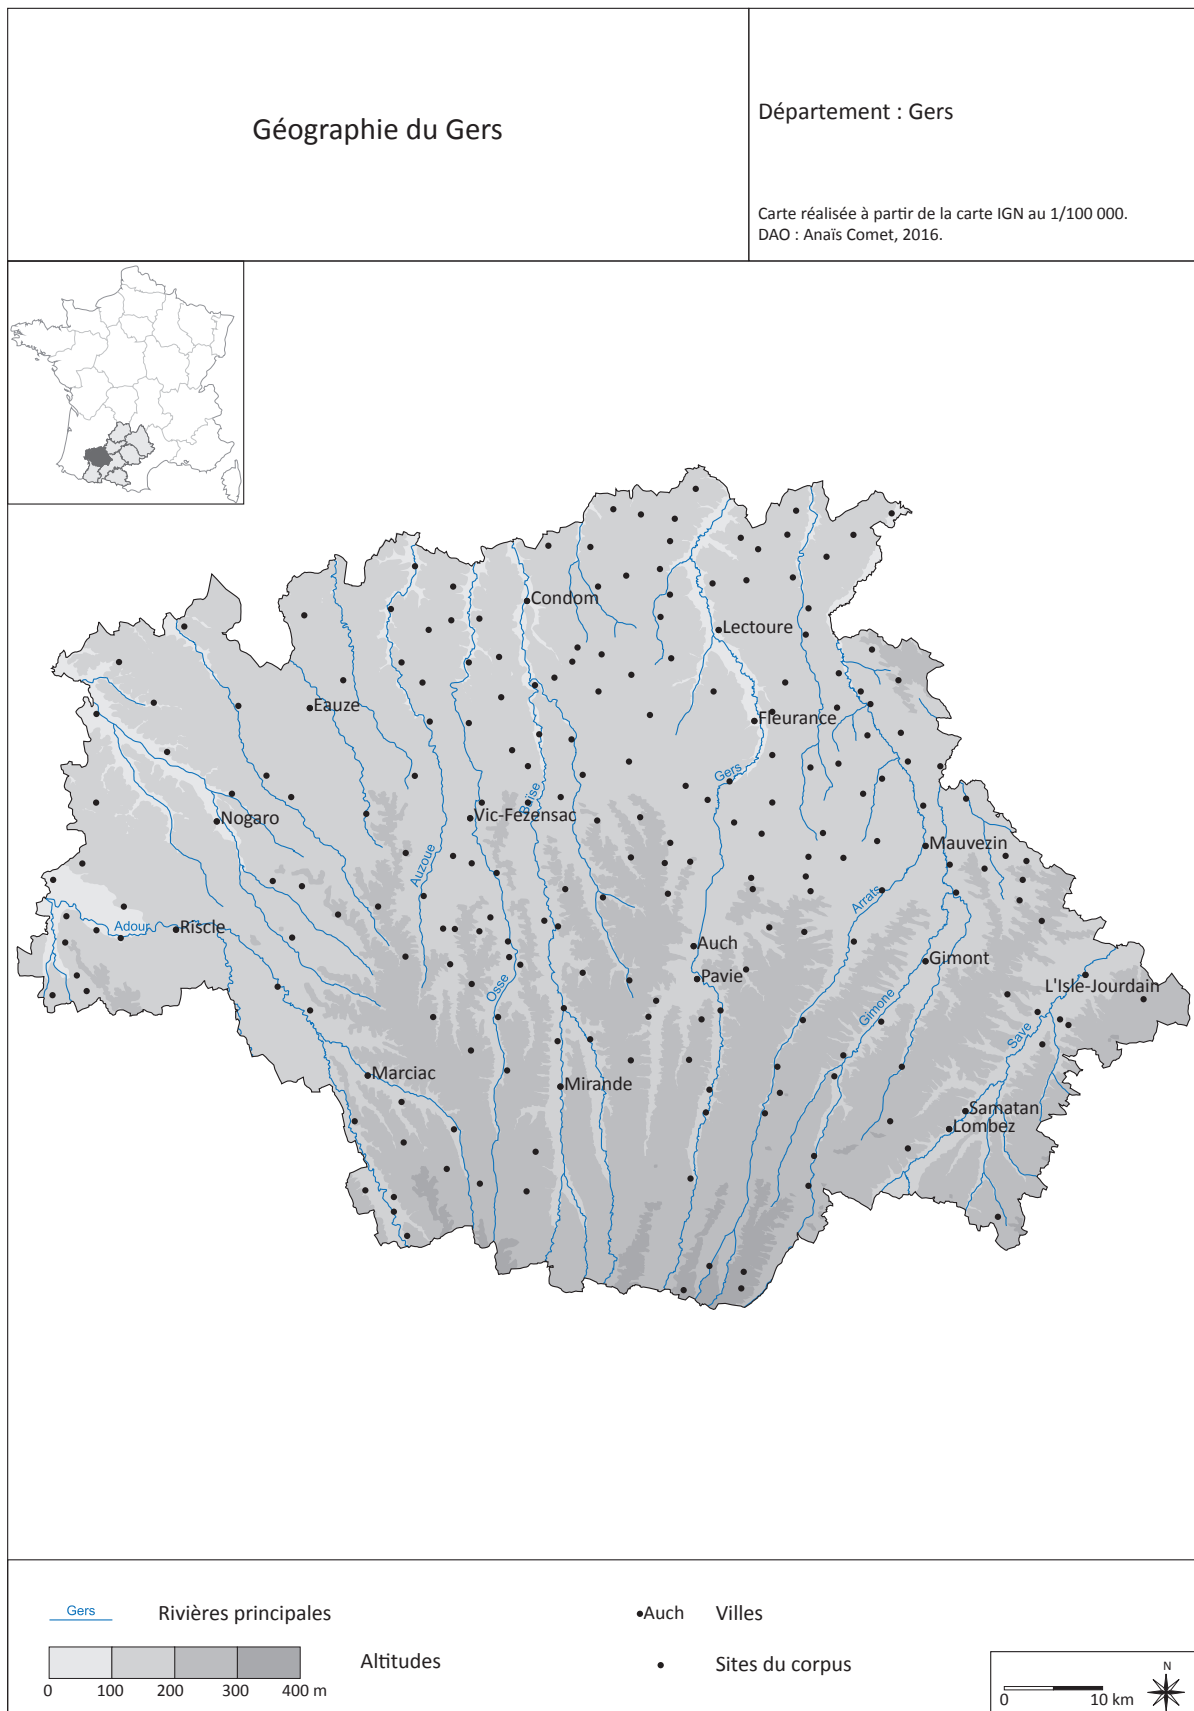 Géographie du Gers
Département : Gers
Carte réalisée à partir de la carte IGN au 1/100 000.
DAO : Anaïs Comet, 2016.
Condom
Lectoure
Eauze
Fleurance
Gers
Baïse
Nogaro
Vic-Fezensac
Mauvezin
Auzoue
Arrats
Adour
Riscle
Auch
Gimont
Pavie
L'Isle-Jourdain
Osse
Gimone
Save
Marciac
Mirande
Samatan
Lombez
Gers
Rivières principales
Auch
Villes
Altitudes
Sites du corpus
0 100 200 300 400 m
N
0 10 km